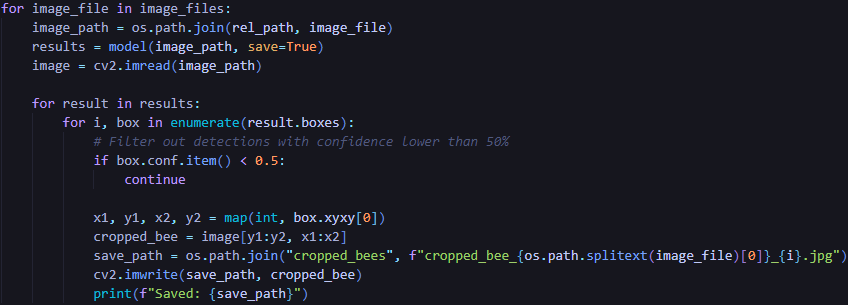 for image_file in image_files:
    image_path = os.path.join(rel_path, image_file)
    results = model(image_path, save=True)
    image = cv2.imread(image_path)

    for result in results:
        for i, box in enumerate(result.boxes):
            # Filter out detections with confidence lower than 50%
            if box.conf.item() < 0.5:
                continue

            x1, y1, x2, y2 = map(int, box.xyxy[0])
            cropped_bee = image[y1:y2, x1:x2]
            save_path = os.path.join("cropped_bees", f"cropped_bee_{os.path.splitext(image_file)[0]}_{i}.jpg")
            cv2.imwrite(save_path, cropped_bee)
            print(f"Saved: {save_path}")